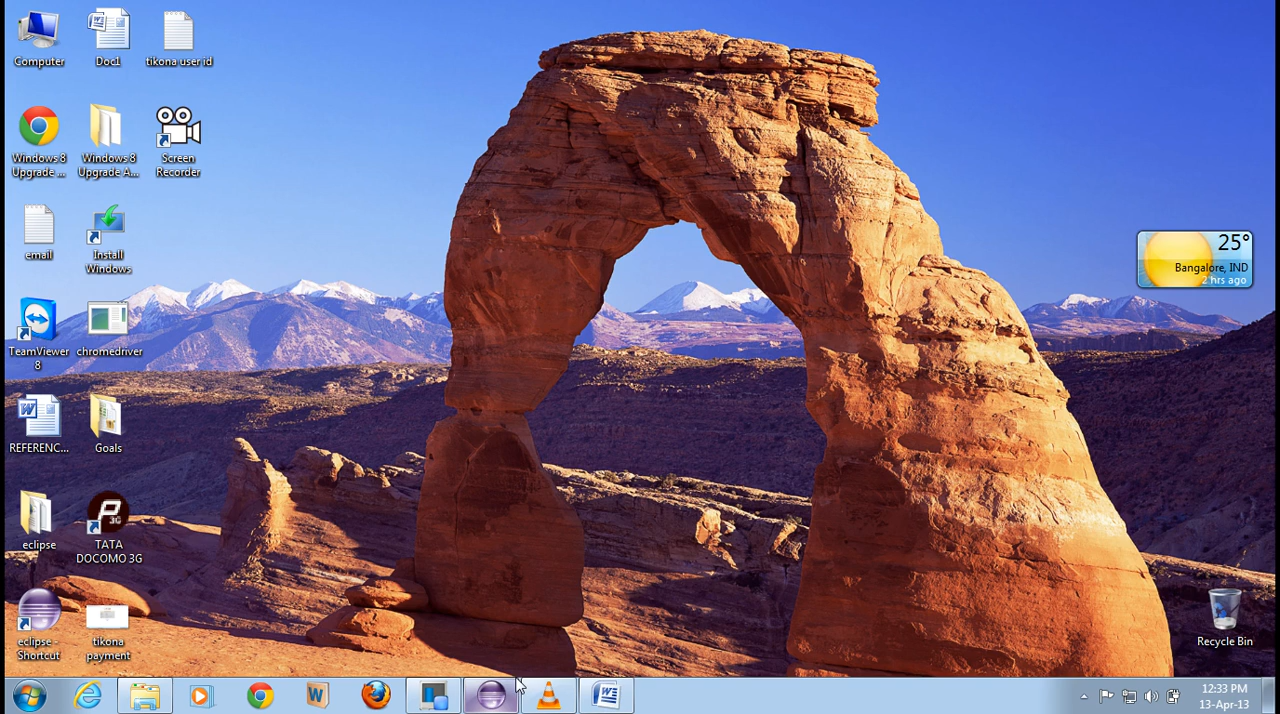 Computer
Doc1
tikona user id
Windows 8
Upgrade ...
Windows 8
Upgrade A...
Screen
Recorder
email
Install
Windows
25°
Bangalore, IND
2 hrs ago
TeamViewer
8
chromedriver
REFERENC...
Goals
eclipse
P
3G
TATA
DOCOMO 3G
eclipse -
Shortcut
tikona
payment
Recycle Bin
12:33 PM
13-Apr-13